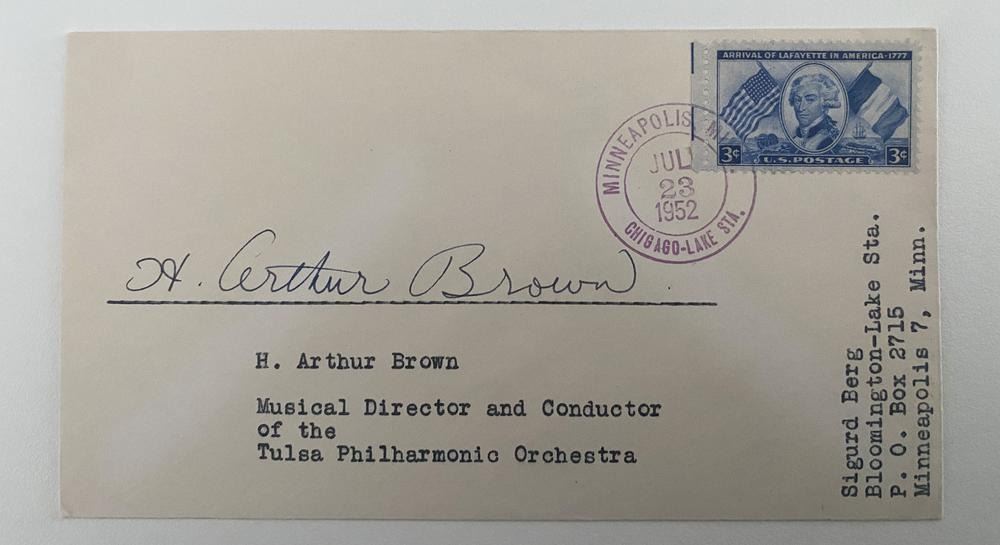 ARRIVAL OF LAFAYETTE IN AMERICA-1777
3¢ U.S. POSTAGE 3¢
MINNEAPOLIS
JUL
23
1952
CHICAGO-LAKE STA.
H. Arthur Brown
H. Arthur Brown
Musical Director and Conductor
of the
Tulsa Philharmonic Orchestra
Sigurd Berg
Bloomington-Lake Sta.
P. O. Box 2715
Minneapolis 7, Minn.